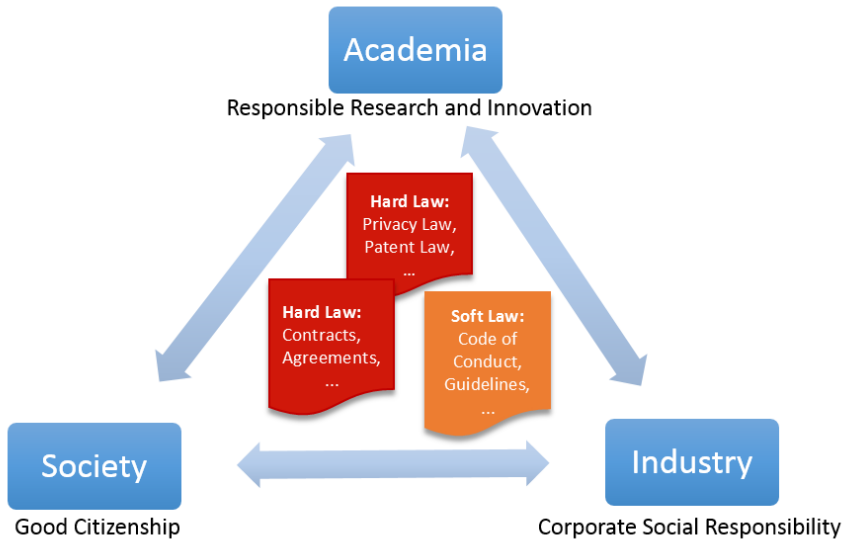 Academia
Responsible Research and Innovation
Hard Law:
Privacy Law,
Patent Law,
...
Hard Law:
Contracts,
Agreements,
...
Soft Law:
Code of
Conduct,
Guidelines,
...
Society
Good Citizenship
Industry
Corporate Social Responsibility